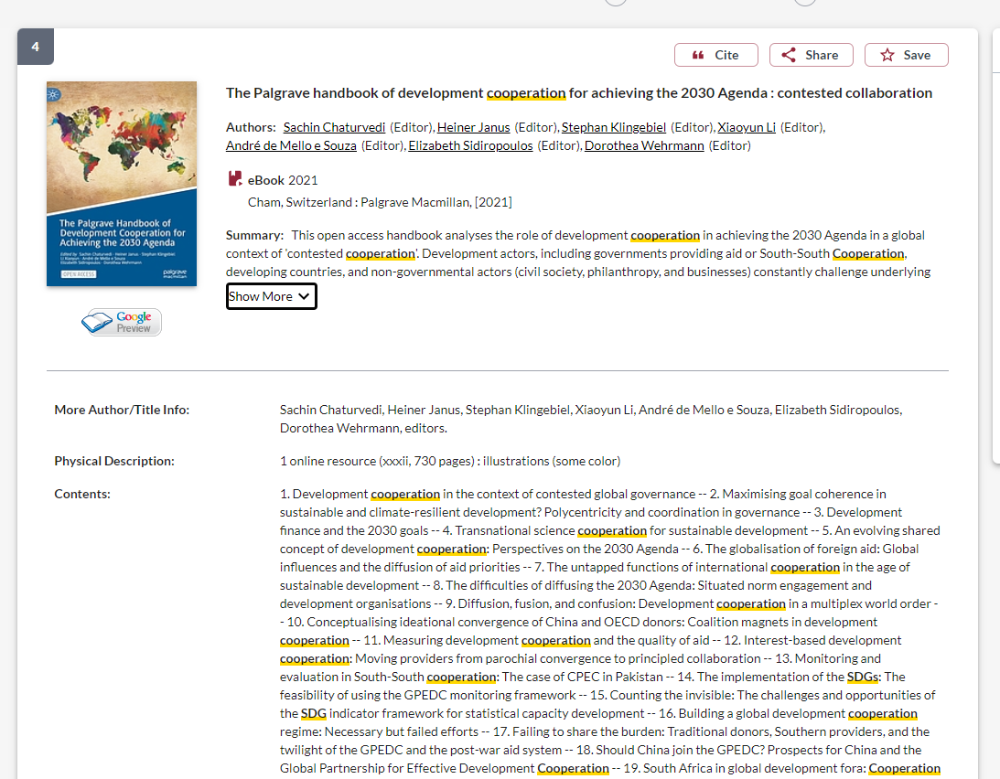 4
Cite
Share
Save
The Palgrave handbook of development cooperation for achieving the 2030 Agenda : contested collaboration
Authors: Sachin Chaturvedi (Editor), Heiner Janus (Editor), Stephan Klingebiel (Editor), Xiaoyun Li (Editor),
André de Mello e Souza (Editor), Elizabeth Sidiropoulos (Editor), Dorothea Wehrmann (Editor)
eBook 2021
Cham, Switzerland : Palgrave Macmillan, [2021]
Summary: This open access handbook analyses the role of development cooperation in achieving the 2030 Agenda in a global
context of 'contested cooperation'. Development actors, including governments providing aid or South-South Cooperation,
developing countries, and non-governmental actors (civil society, philanthropy, and businesses) constantly challenge underlying
Show More
The Palgrave Handbook of
Development Cooperation for
Achieving the 2030 Agenda
Edited by Sachin Chaturvedi · Heiner Janus · Stephan Klingebiel
Li Xiaoyun · André de Mello e Souza
Elizabeth Sidiropoulos · Dorothea Wehrmann
OPEN ACCESS
palgrave
macmillan
Google
Preview
More Author/Title Info:
Sachin Chaturvedi, Heiner Janus, Stephan Klingebiel, Xiaoyun Li, André de Mello e Souza, Elizabeth Sidiropoulos,
Dorothea Wehrmann, editors.
Physical Description:
1 online resource (xxxii, 730 pages) : illustrations (some color)
Contents:
1. Development cooperation in the context of contested global governance -- 2. Maximising goal coherence in
sustainable and climate-resilient development? Polycentricity and coordination in governance -- 3. Development
finance and the 2030 goals -- 4. Transnational science cooperation for sustainable development -- 5. An evolving shared
concept of development cooperation: Perspectives on the 2030 Agenda -- 6. The globalisation of foreign aid: Global
influences and the diffusion of aid priorities -- 7. The untapped functions of international cooperation in the age of
sustainable development -- 8. The difficulties of diffusing the 2030 Agenda: Situated norm engagement and
development organisations -- 9. Diffusion, fusion, and confusion: Development cooperation in a multiplex world order -
- 10. Conceptualising ideational convergence of China and OECD donors: Coalition magnets in development
cooperation -- 11. Measuring development cooperation and the quality of aid -- 12. Interest-based development
cooperation: Moving providers from parochial convergence to principled collaboration -- 13. Monitoring and
evaluation in South-South cooperation: The case of CPEC in Pakistan -- 14. The implementation of the SDGs: The
feasibility of using the GPEDC monitoring framework -- 15. Counting the invisible: The challenges and opportunities of
the SDG indicator framework for statistical capacity development -- 16. Building a global development cooperation
regime: Necessary but failed efforts -- 17. Failing to share the burden: Traditional donors, Southern providers, and the
twilight of the GPEDC and the post-war aid system -- 18. Should China join the GPEDC? Prospects for China and the
Global Partnership for Effective Development Cooperation -- 19. South Africa in global development fora: Cooperation